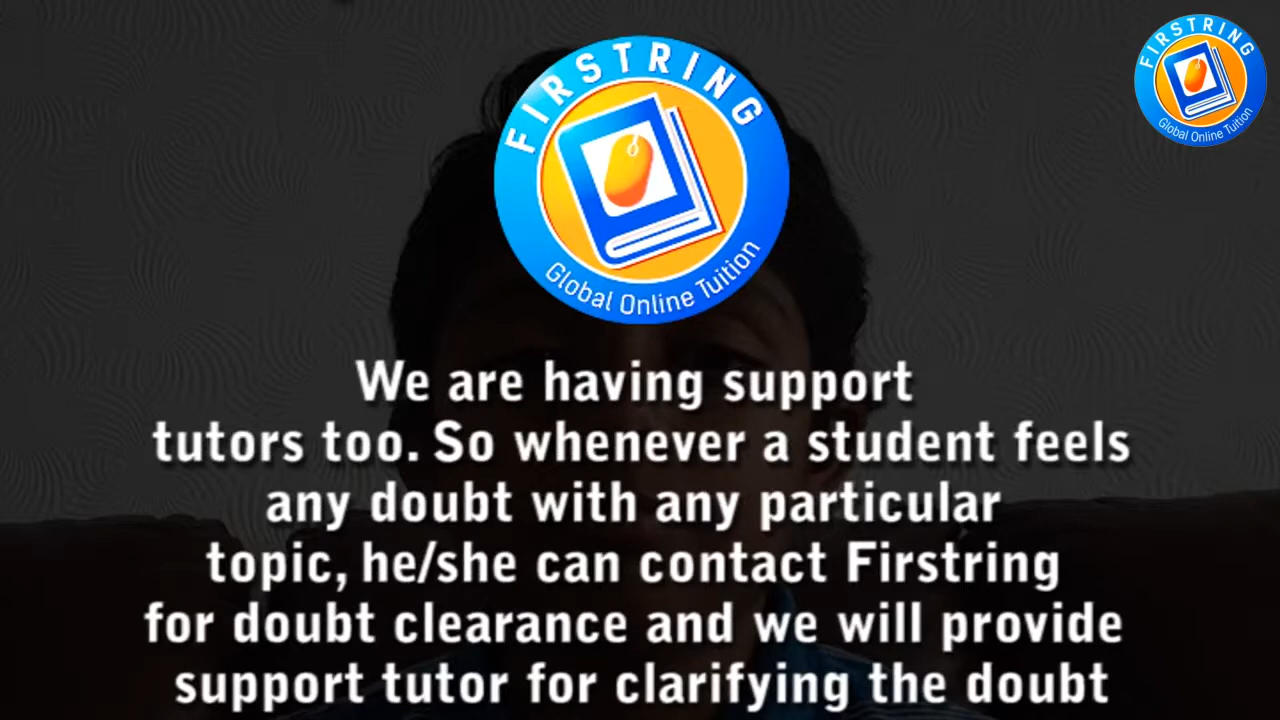 FIRSTRING
Global Online Tuition
FIRSTRING
Global Online Tuition
We are having support
tutors too. So whenever a student feels
any doubt with any particular
topic, he/she can contact Firstring
for doubt clearance and we will provide
support tutor for clarifying the doubt